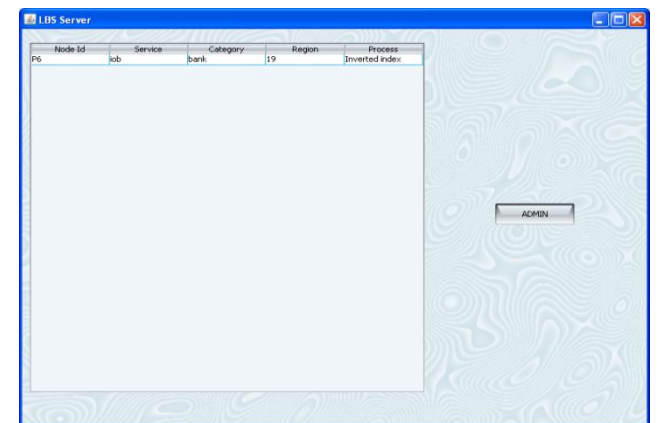 LBS Server
Node Id Service Category Region Process
P6 iob bank 19 Inverted index
ADMIN